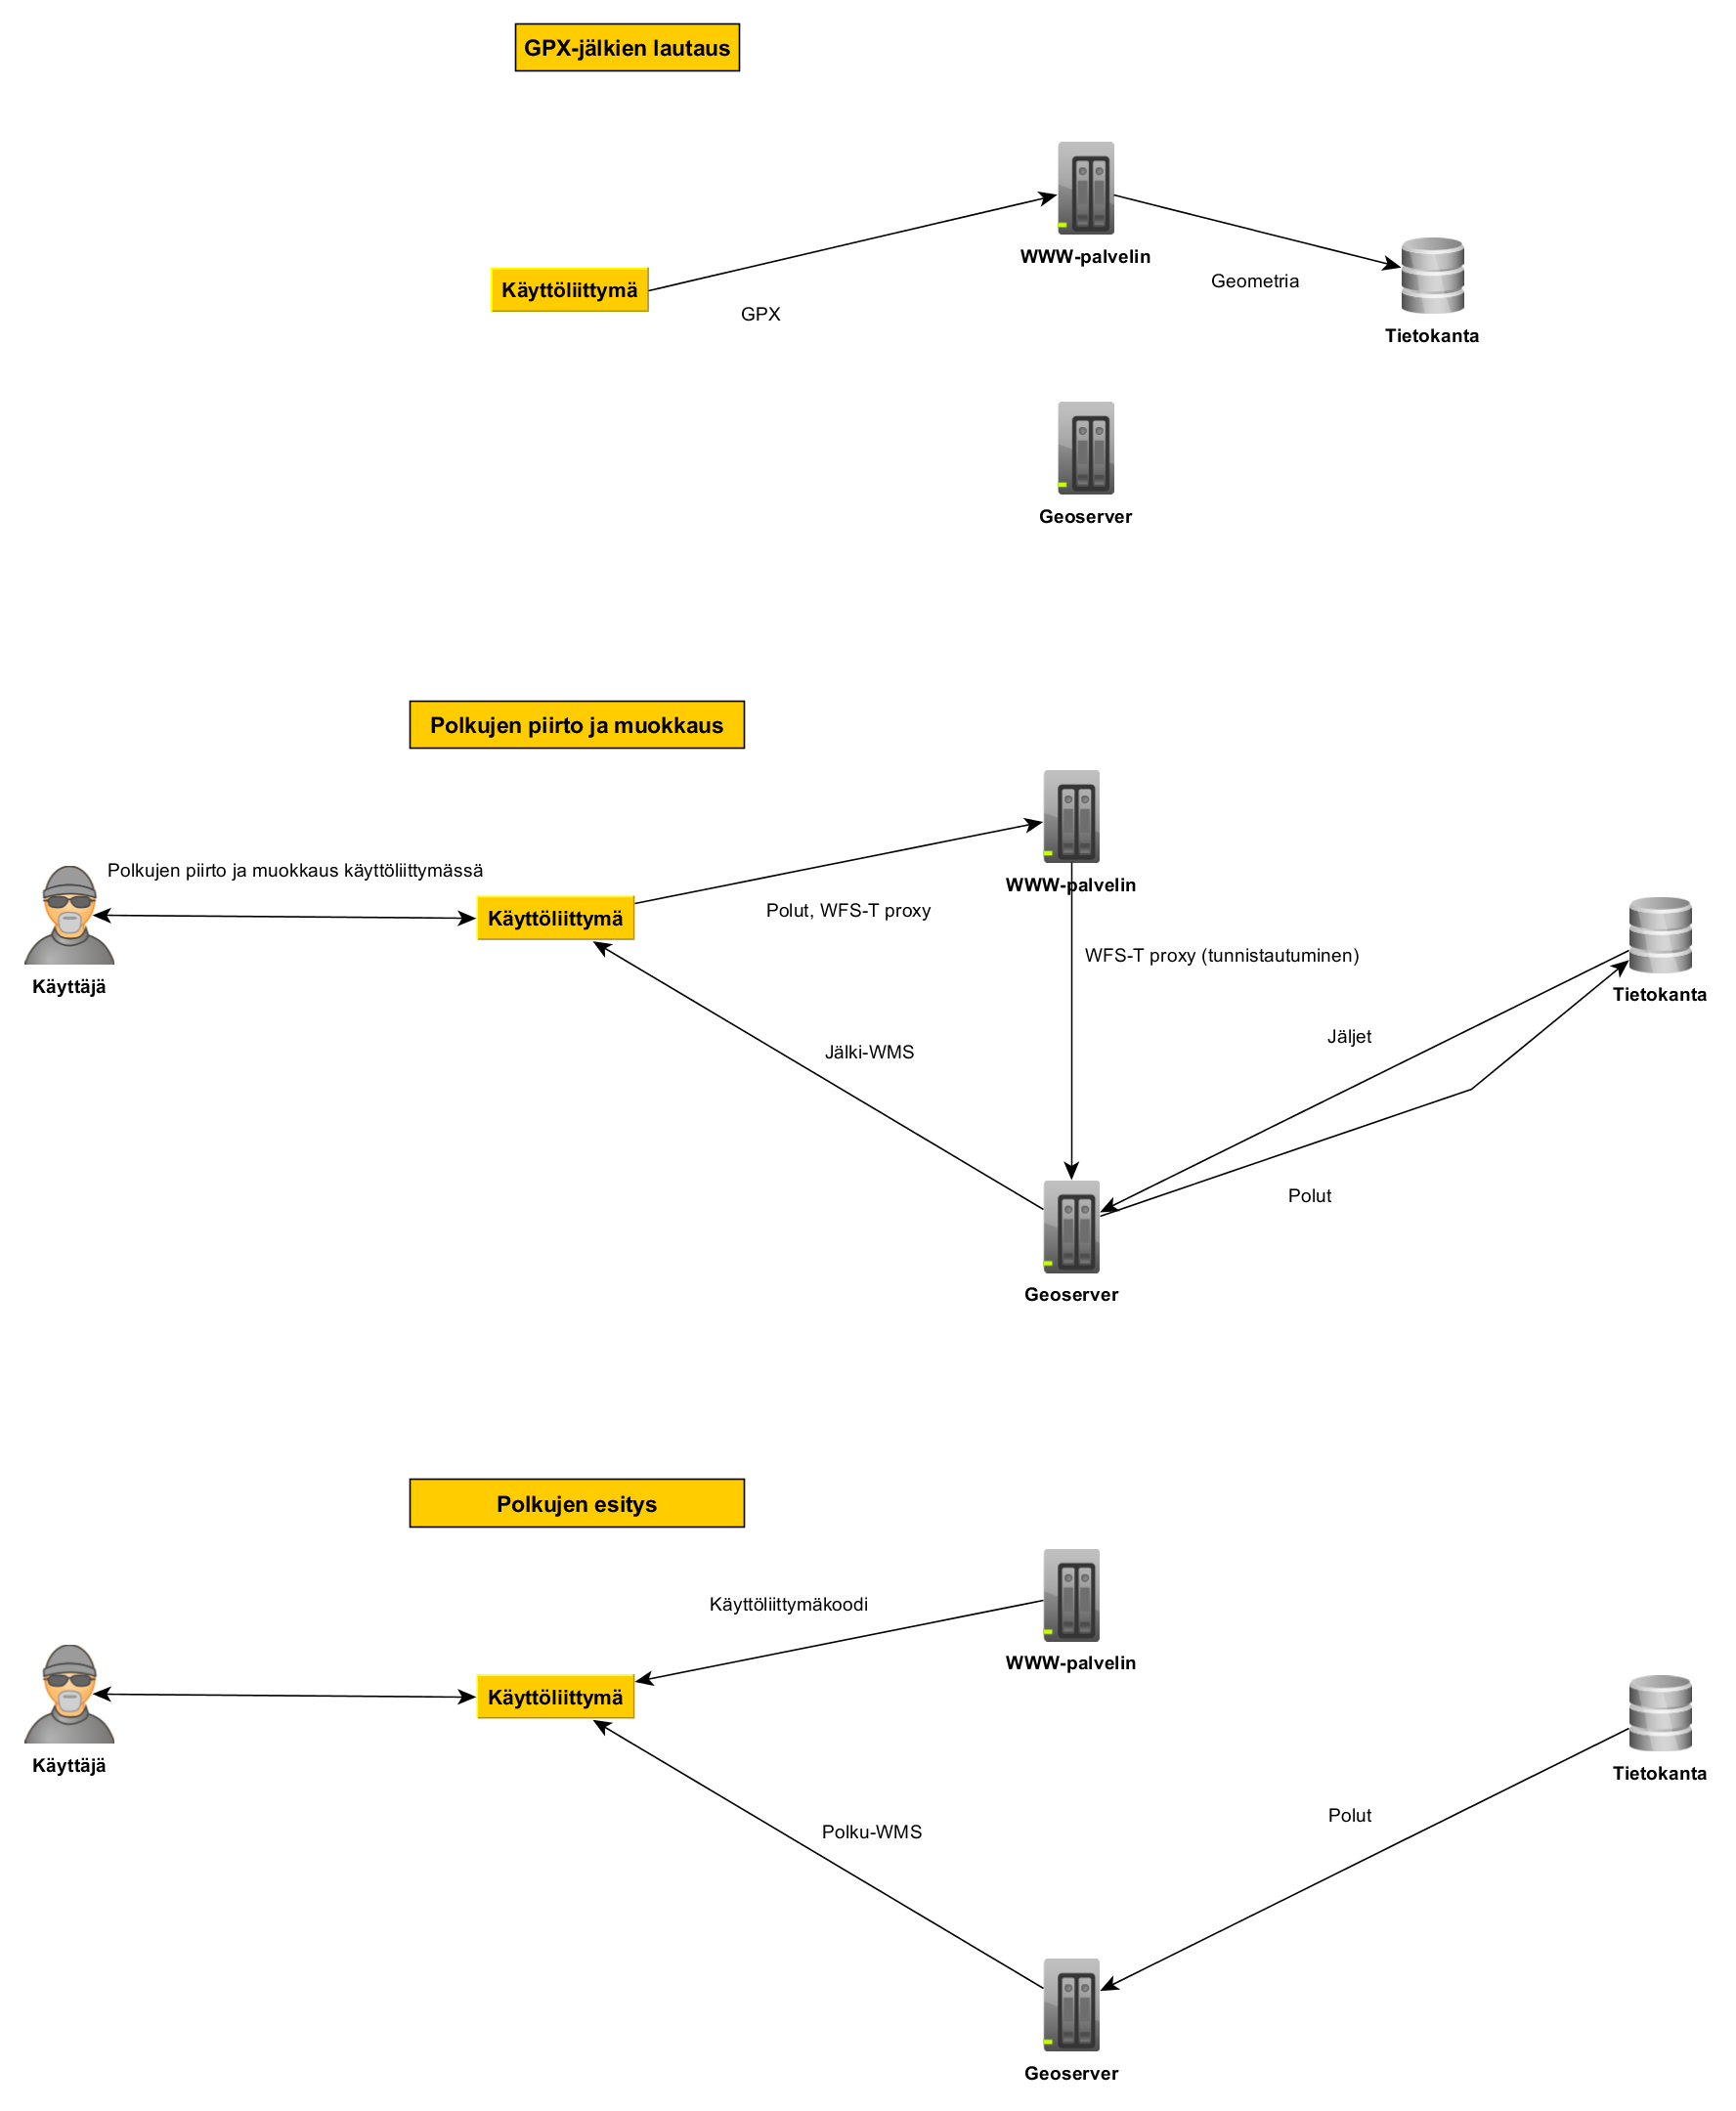 GPX-jälkien lautaus
WWW-palvelin
Geometria
Käyttöliittymä
GPX
Tietokanta
Geoserver
Polkujen piirto ja muokkaus
Polkujen piirto ja muokkaus käyttöliittymässä
WWW-palvelin
Käyttöliittymä
Polut, WFS-T proxy
WFS-T proxy (tunnistautuminen)
Käyttäjä
Tietokanta
Jäljet
Jälki-WMS
Polut
Geoserver
Polkujen esitys
Käyttöliittymäkoodi
WWW-palvelin
Käyttöliittymä
Käyttäjä
Tietokanta
Polut
Polku-WMS
Geoserver